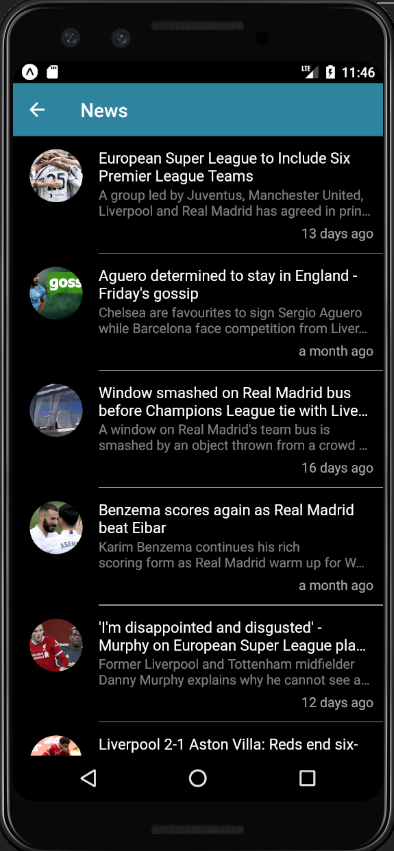 LTE 11:46
News
European Super League to Include Six
Premier League Teams
A group led by Juventus, Manchester United,
Liverpool and Real Madrid has agreed in prin…
13 days ago
goss
Aguero determined to stay in England -
Friday's gossip
Chelsea are favourites to sign Sergio Aguero
while Barcelona face competition from Liver…
a month ago
Window smashed on Real Madrid bus
before Champions League tie with Live…
A window on Real Madrid's team bus is
smashed by an object thrown from a crowd …
16 days ago
Benzema scores again as Real Madrid
beat Eibar
Karim Benzema continues his rich
scoring form as Real Madrid warm up for W…
a month ago
'I'm disappointed and disgusted' -
Murphy on European Super League pla…
Former Liverpool and Tottenham midfielder
Danny Murphy explains why he cannot see a…
12 days ago
Liverpool 2-1 Aston Villa: Reds end six-